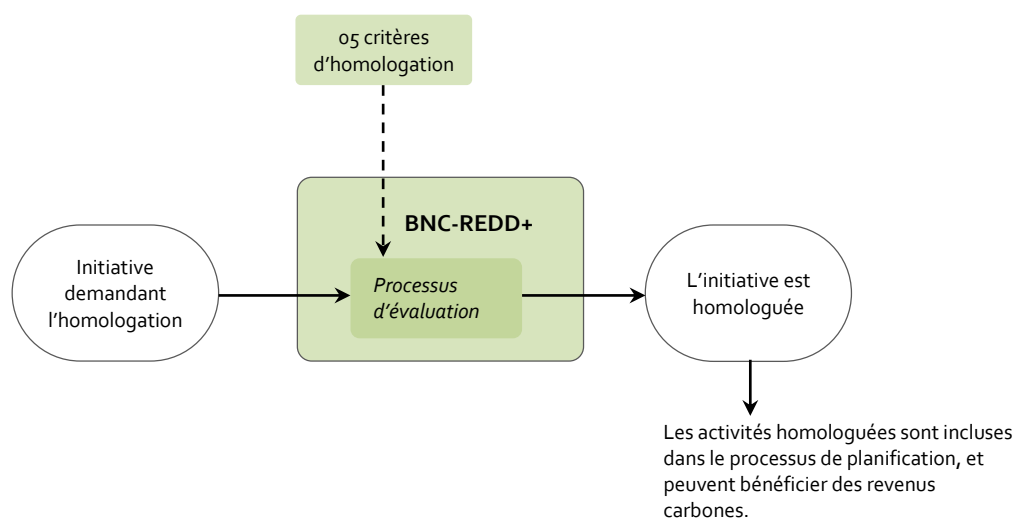 05 critères
d'homologation
BNC-REDD+
Initiative
demandant
l'homologation
Processus
d'évaluation
L'initiative est
homologuée
Les activités homologuées sont incluses
dans le processus de planification, et
peuvent bénéficier des revenus
carbones.